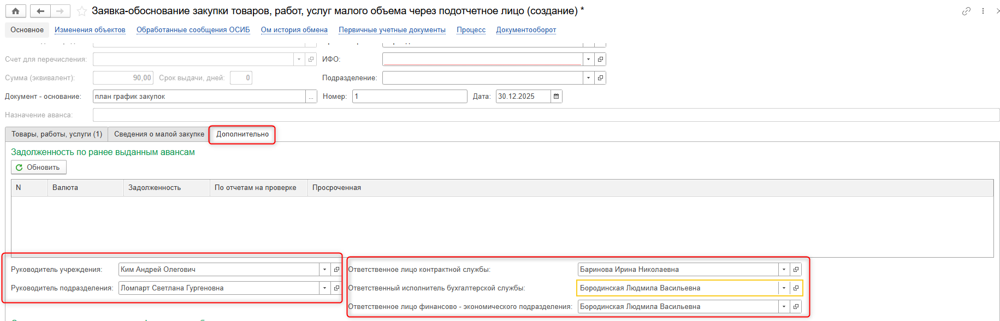 Заявка-обоснование закупки товаров, работ, услуг малого объема через подотчетное лицо (создание) *
Основное Изменения объектов Обработанные сообщения ОСИБ Ом история обмена Первичные учетные документы Процесс Документооборот
Счет для перечисления: ИФО:
Сумма (эквивалент): 90,00 Срок выдачи, дней: 0 Подразделение:
Документ - основание: план график закупок ... Номер: 1 Дата: 30.12.2025
Назначение аванса:
Товары, работы, услуги (1) Сведения о малой закупке Дополнительно
Задолженность по ранее выданным авансам
Обновить
N Валюта Задолженность По отчетам на проверке Просроченная
Руководитель учреждения: Ким Андрей Олегович Ответственное лицо контрактной службы: Баринова Ирина Николаевна
Руководитель подразделения: Ломпарт Светлана Гургеновна Ответственный исполнитель бухгалтерской службы: Бородинская Людмила Васильевна
Ответственное лицо финансово - экономического подразделения: Бородинская Людмила Васильевна